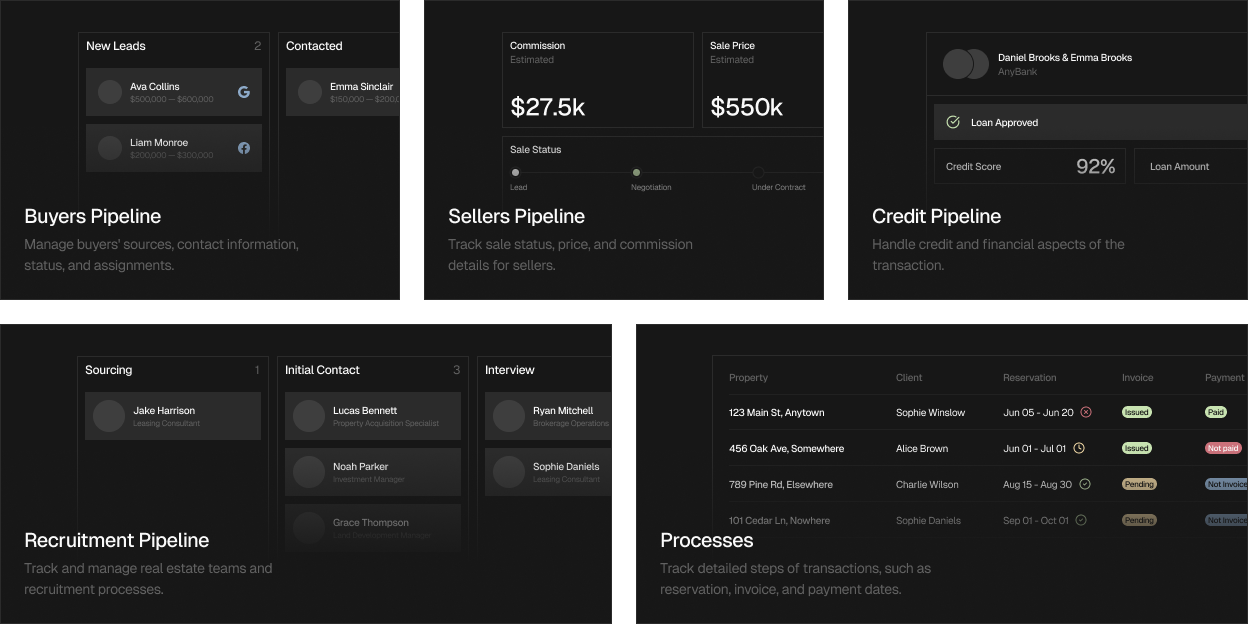 New Leads 2 Contacted
Ava Collins
$500,000 — $600,000
Emma Sinclair
$150,000 — $200,0
Liam Monroe
$200,000 — $300,000
Buyers Pipeline
Manage buyers' sources, contact information,
status, and assignments.
Commission
Estimated
$27.5k
Sale Price
Estimated
$550k
Sale Status
Lead Negotiation Under Contract
Sellers Pipeline
Track sale status, price, and commission
details for sellers.
Daniel Brooks & Emma Brooks
AnyBank
Loan Approved
Credit Score 92% Loan Amount
Credit Pipeline
Handle credit and financial aspects of the
transaction.
Sourcing 1 Initial Contact 3 Interview
Jake Harrison
Leasing Consultant
Lucas Bennett
Property Acquisition Specialist
Ryan Mitchell
Brokerage Operations
Noah Parker
Investment Manager
Sophie Daniels
Leasing Consultant
Grace Thompson
Land Development Manager
Recruitment Pipeline
Track and manage real estate teams and
recruitment processes.
Property Client Reservation Invoice Payment
123 Main St, Anytown Sophie Winslow Jun 05 - Jun 20 Issued Paid
456 Oak Ave, Somewhere Alice Brown Jun 01 - Jul 01 Issued Not paid
789 Pine Rd, Elsewhere Charlie Wilson Aug 15 - Aug 30 Pending Not Invoice
101 Cedar Ln, Nowhere Sophie Daniels Sep 01 - Oct 01 Pending Not Invoice
Processes
Track detailed steps of transactions, such as
reservation, invoice, and payment dates.